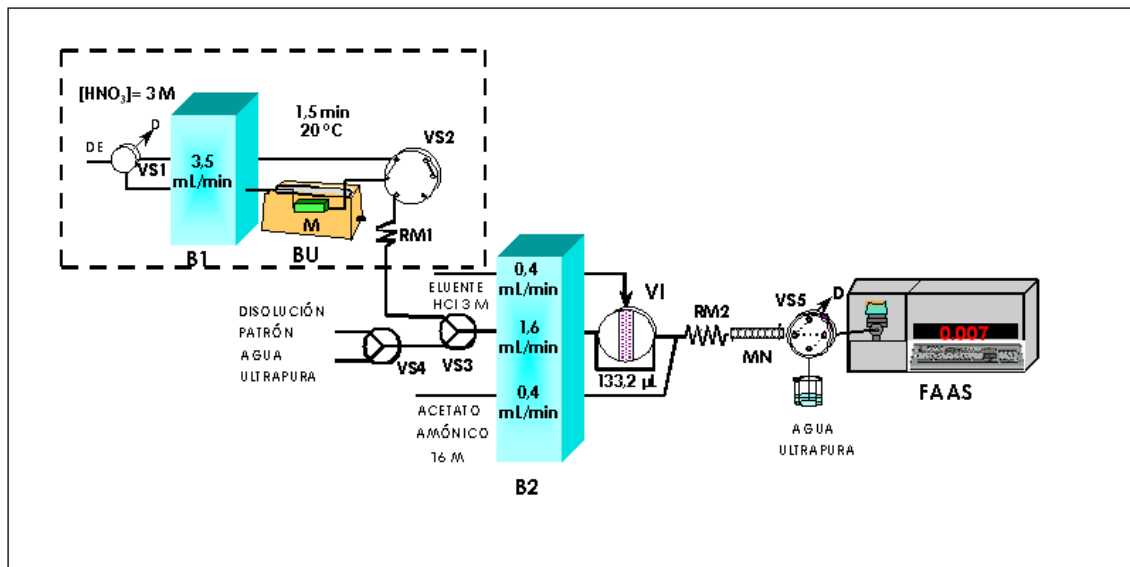 [HNO3]= 3 M
1,5 min
20 ºC
VS2
D
DE
VS1
3,5
mL/min
M
RM1
B1
BU
ELUENTE
HCl 3 M
0,4
mL/min
VI
RM2
VS5
D
DISOLUCIÓN
PATRÓN
AGUA
ULTRAPURA
VS4
VS3
1,6
mL/min
133,2 µL
MN
0.007
FAAS
ACETATO
AMÓNICO
16 M
0,4
mL/min
AGUA
ULTRAPURA
B2